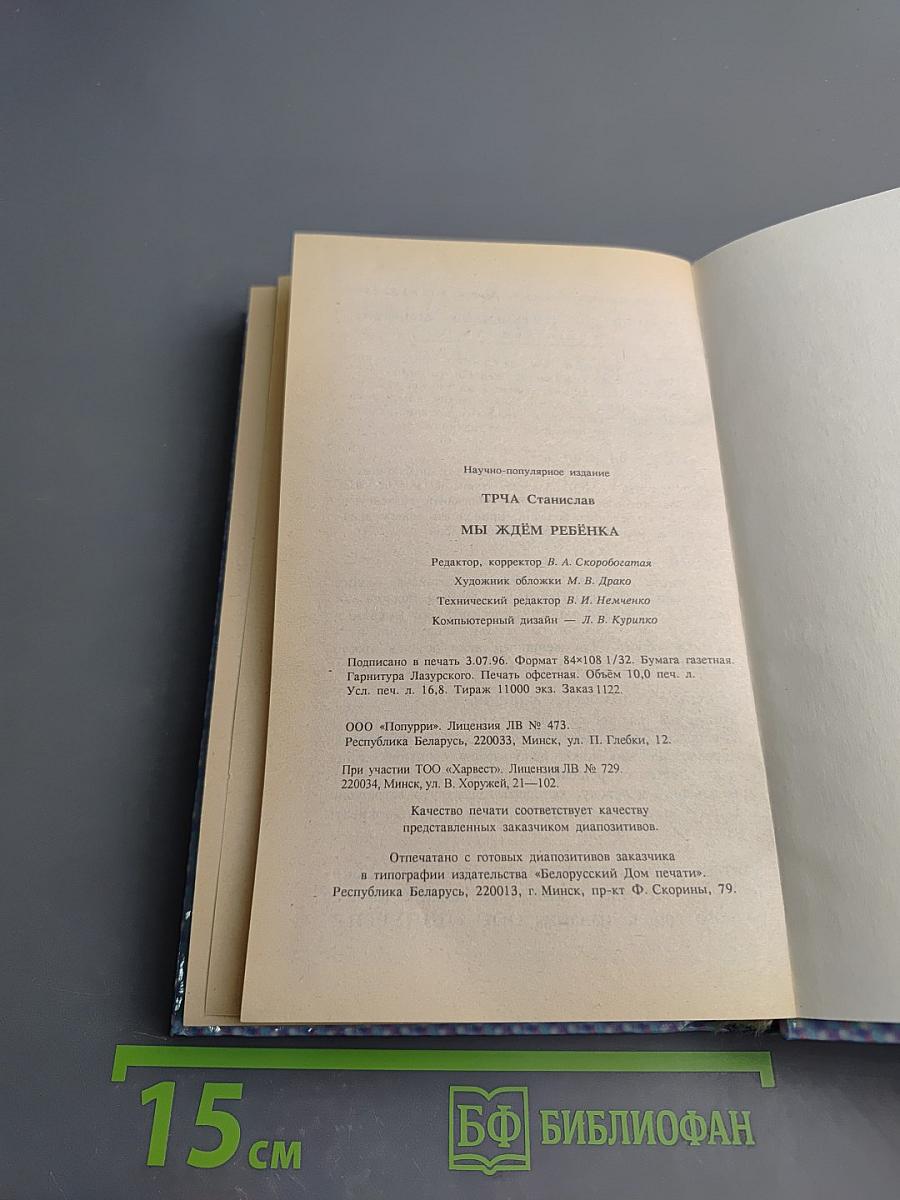 Научно-популярное издание
ТРЧА Станислав
МЫ ЖДЁМ РЕБЁНКА
Редактор, корректор В. А. Скоробогатая
Художник обложки М. В. Драко
Технический редактор В. И. Немченко
Компьютерный дизайн — Л. В. Курипко
Подписано в печать 3.07.96. Формат 84×108 1/32. Бумага газетная.
Гарнитура Лазурского. Печать офсетная. Объём 10,0 печ. л.
Усл. печ. л. 16,8. Тираж 11000 экз. Заказ 1122.
ООО «Попурри». Лицензия ЛВ № 473.
Республика Беларусь, 220033, Минск, ул. П. Глебки, 12.
При участии ТОО «Харвест». Лицензия ЛВ № 729.
220034, Минск, ул. В. Хоружей, 21—102.
Качество печати соответствует качеству
представленных заказчиком диапозитивов.
Отпечатано с готовых диапозитивов заказчика
в типографии издательства «Белорусский Дом печати».
Республика Беларусь, 220013, г. Минск, пр-кт Ф. Скорины, 79.
15 см
БФ БИБЛИОФАН